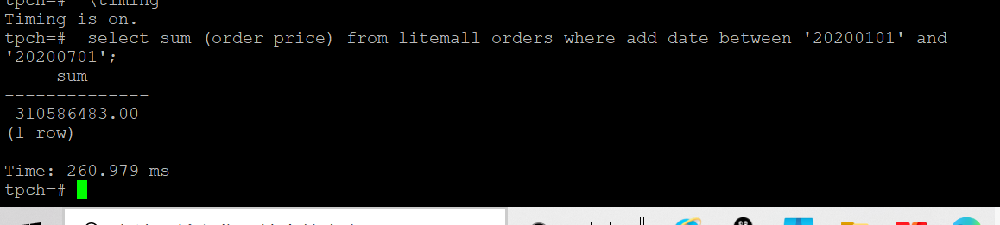 tpch=# \timing
Timing is on.
tpch=#  select sum (order_price) from litemall_orders where add_date between '20200101' and
'20200701';
     sum
--------------
 310586483.00
(1 row)

Time: 260.979 ms
tpch=#